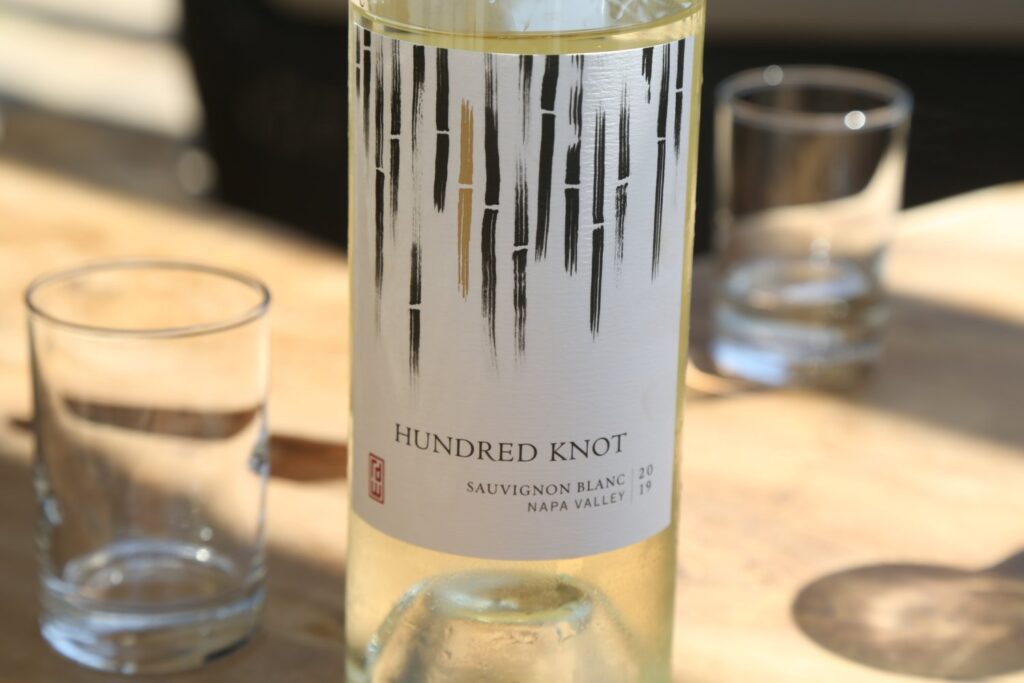 HUNDRED KNOT
SAUVIGNON BLANC
NAPA VALLEY
20
19